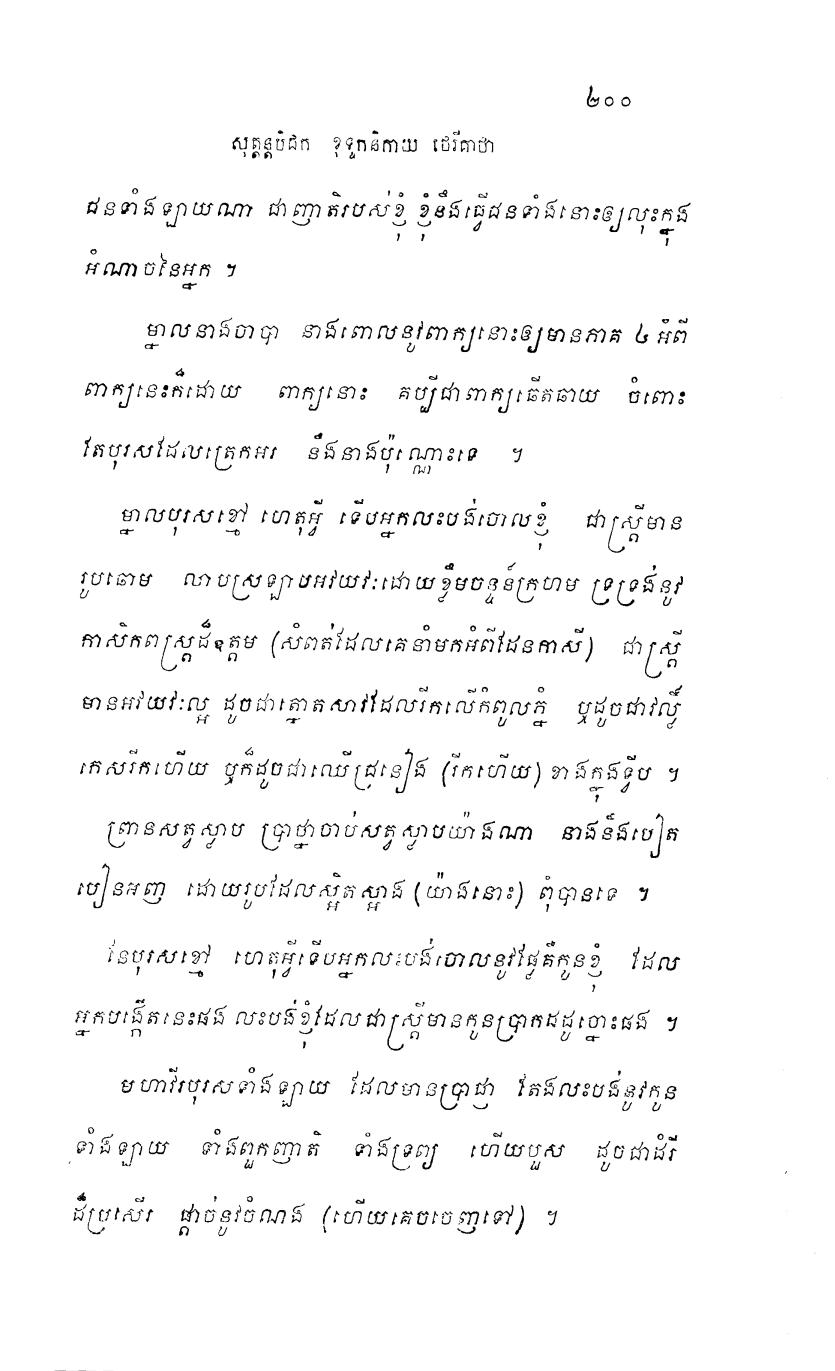 ២០០
សុត្តន្តបិដក ខុទ្ទកនិកាយ ថេរីគាថា
ជនទាំងឡាយណា ជាញាតិរបស់ខ្ញុំ ខ្ញុំនឹងធ្វើជនទាំងនោះឲ្យលុះក្នុង
អំណាចនៃអ្នក ។
ម្នាលនាងចាបា នាងពោលនូវពាក្យនោះឲ្យមានភាគ ៤ អំពី
ពាក្យនេះក៏ដោយ ពាក្យនោះ គប្បីជាពាក្យឆើតឆាយ ចំពោះ
តែបុរសដែលត្រេកអរ នឹងនាងប៉ុណ្ណោះទេ ។
ម្នាលបុរសខ្មៅ ហេតុអ្វី ទើបអ្នកលះបង់ចោលខ្ញុំ ជាស្ត្រីមាន
រូបឆោម លាបស្រឡាបអវយវៈដោយខ្លឹមចន្ទន៍ក្រហម ទ្រទ្រង់នូវ
កាសិកពស្ត្រដ៏ឧត្តម (សំពត់ដែលគេនាំមកអំពីដែនកាសី) ជាស្ត្រី
មានអវយវៈល្អ ដូចជាត្នោតសាវដែលរីកលើកំពូលភ្នំ ឬដូចជាវល្លិ៍
កេសររីកហើយ ឬក៏ដូចជាឈើជ្រនៀង (រីកហើយ) ខាងក្នុងទ្វីប ។
ព្រានសត្វស្លាប ប្រាថ្នាចាប់សត្វស្លាបយ៉ាងណា នាងនឹងបៀត
បៀនអញ ដោយរូបដែលស្អិតស្អាង (យ៉ាងនោះ) ពុំបានទេ ។
នែបុរសខ្មៅ ហេតុអ្វីទើបអ្នកលះបង់ចោលនូវផ្លែគឺកូនខ្ញុំ ដែល
អ្នកបង្កើតនេះផង លះបង់ខ្ញុំដែលជាស្ត្រីមានកូនប្រាកដដូច្នោះផង ។
មហាវីរបុរសទាំងឡាយ ដែលមានប្រាជ្ញា តែងលះបង់នូវកូន
ទាំងឡាយ ទាំងពួកញាតិ ទាំងទ្រព្យ ហើយបួស ដូចជាដំរី
ដ៏ប្រសើរ ផ្តាច់នូវចំណង (ហើយគេចចេញទៅ) ។